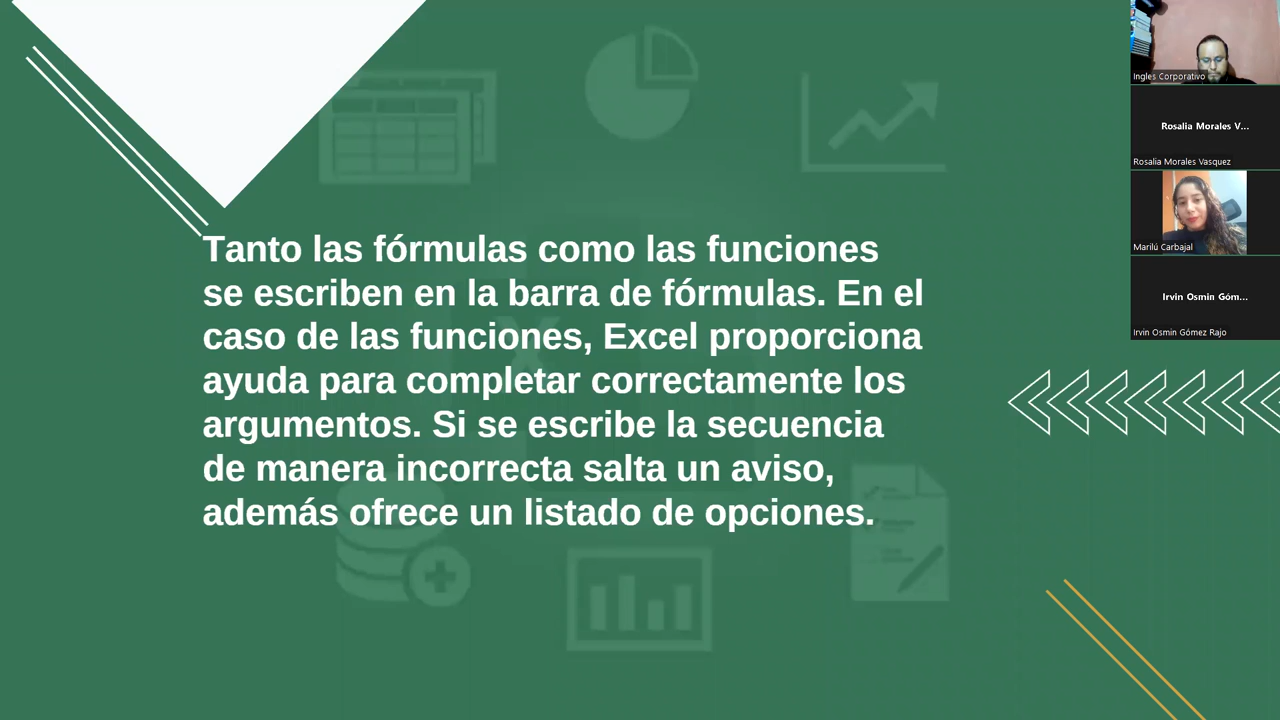 Tanto las fórmulas como las funciones
se escriben en la barra de fórmulas. En el
caso de las funciones, Excel proporciona
ayuda para completar correctamente los
argumentos. Si se escribe la secuencia
de manera incorrecta salta un aviso,
además ofrece un listado de opciones.
Ingles Corporativo
Rosalia Morales V...
Rosalia Morales Vasquez
Marilú Carbajal
Irvin Osmin Góm...
Irvin Osmin Gómez Rajo